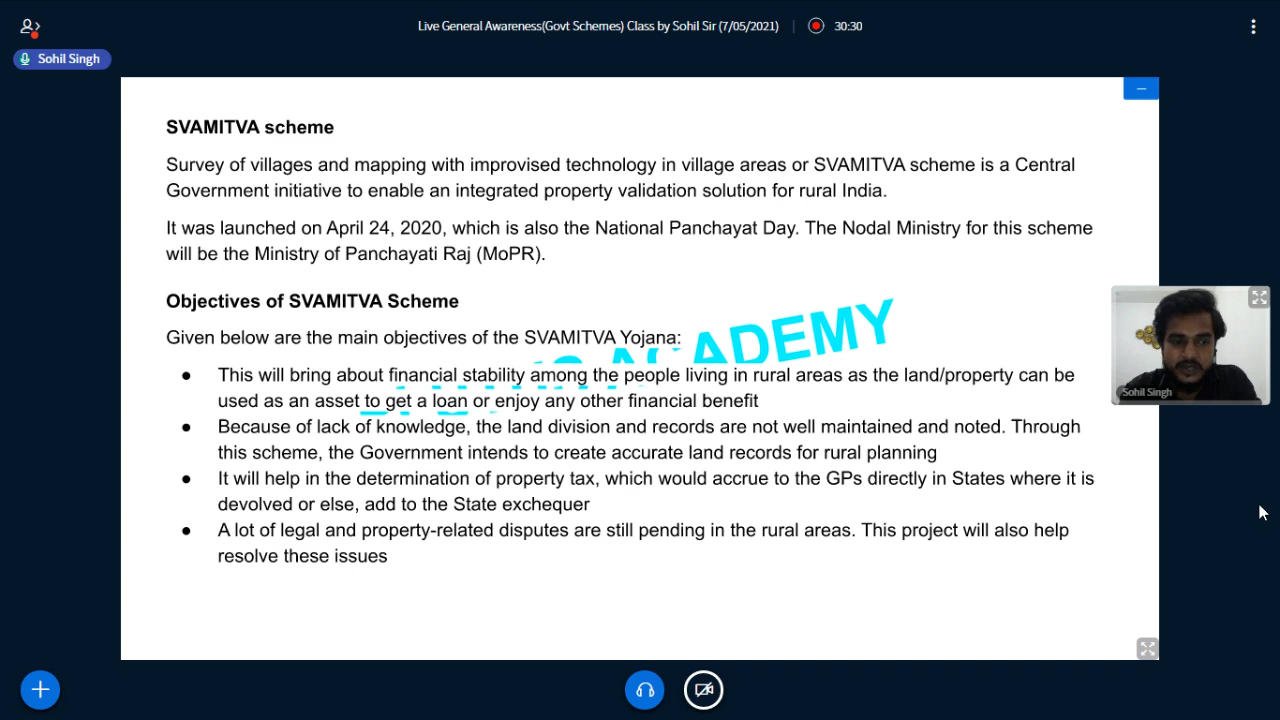 Live General Awareness(Govt Schemes) Class by Sohil Sir (7/05/2021)
30:30
Sohil Singh
SVAMITVA scheme
Survey of villages and mapping with improvised technology in village areas or SVAMITVA scheme is a Central
Government initiative to enable an integrated property validation solution for rural India.
It was launched on April 24, 2020, which is also the National Panchayat Day. The Nodal Ministry for this scheme
will be the Ministry of Panchayati Raj (MoPR).
Objectives of SVAMITVA Scheme
Given below are the main objectives of the SVAMITVA Yojana:
ACADEMY
● This will bring about financial stability among the people living in rural areas as the land/property can be
used as an asset to get a loan or enjoy any other financial benefit
● Because of lack of knowledge, the land division and records are not well maintained and noted. Through
this scheme, the Government intends to create accurate land records for rural planning
● It will help in the determination of property tax, which would accrue to the GPs directly in States where it is
devolved or else, add to the State exchequer
● A lot of legal and property-related disputes are still pending in the rural areas. This project will also help
resolve these issues
Sohil Singh